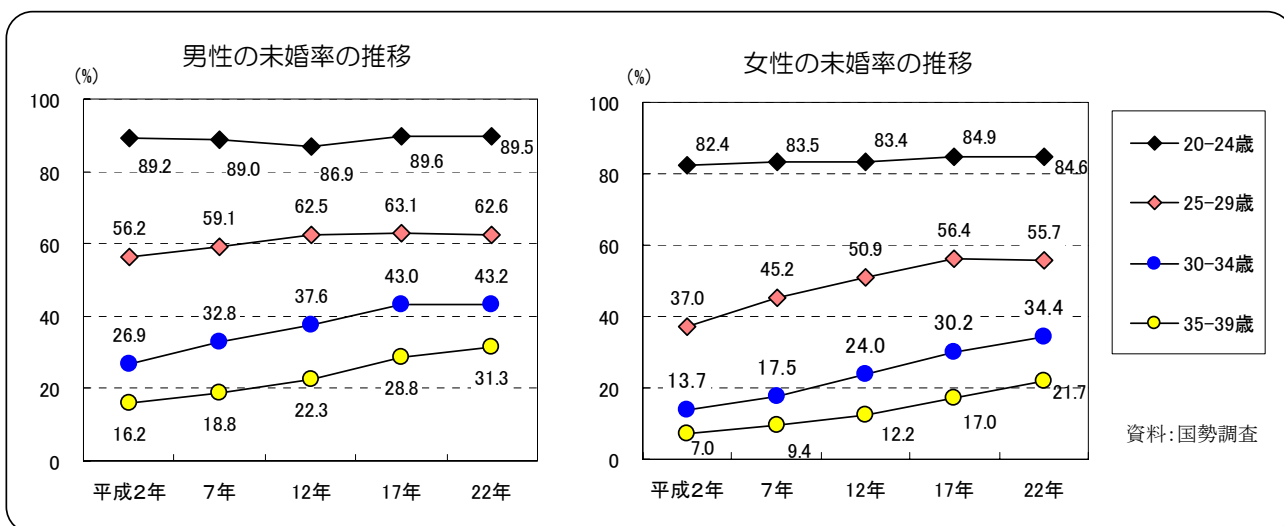 男性の未婚率の推移
(%)
100
80
60
40
20
0
89.2 89.0 86.9 89.6 89.5
56.2 59.1 62.5 63.1 62.6
26.9 32.8 37.6 43.0 43.2
16.2 18.8 22.3 28.8 31.3
平成2年 7年 12年 17年 22年
女性の未婚率の推移
(%)
100
80
60
40
20
0
82.4 83.5 83.4 84.9 84.6
37.0 45.2 50.9 56.4 55.7
13.7 17.5 24.0 30.2 34.4
7.0 9.4 12.2 17.0 21.7
平成2年 7年 12年 17年 22年
20-24歳
25-29歳
30-34歳
35-39歳
資料:国勢調査